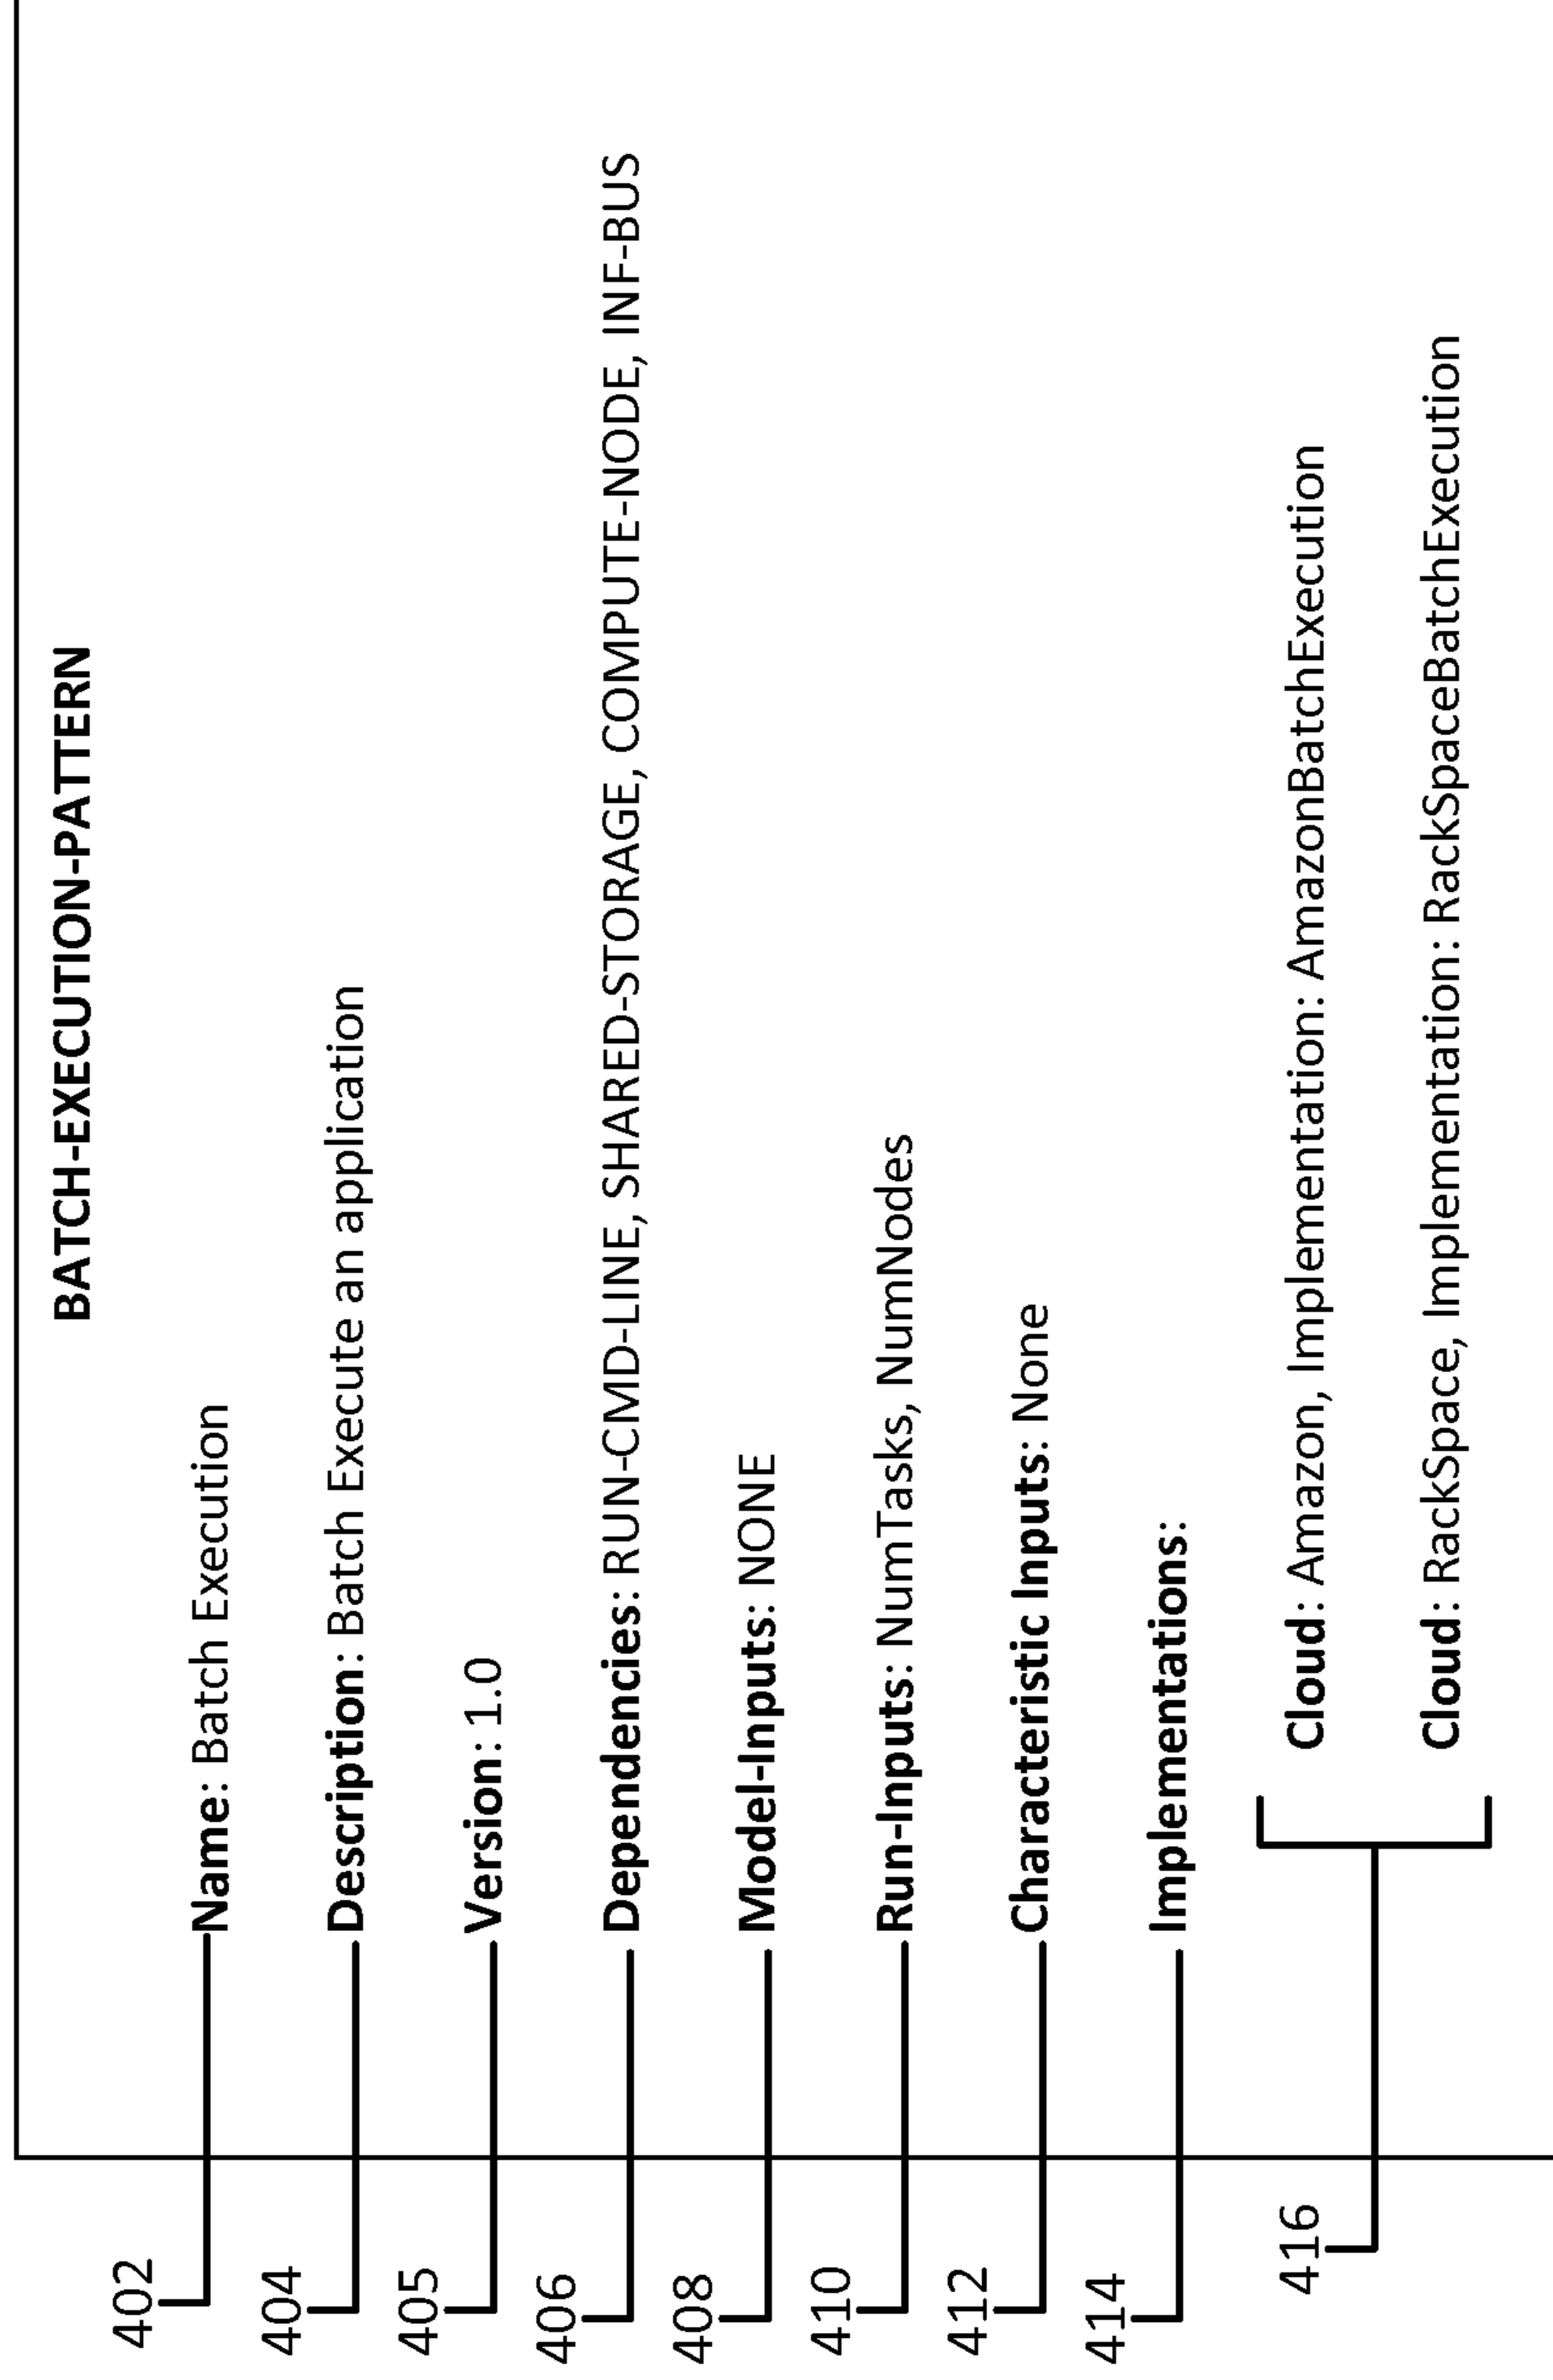 BATCH-EXECUTION-PATTERN
402 Name: Batch Execution
404 Description: Batch Execute an application
405 Version: 1.0
406 Dependencies: RUN-CMD-LINE, SHARED-STORAGE, COMPUTE-NODE, INF-BUS
408 Model-Inputs: NONE
410 Run-Inputs: NumTasks, NumNodes
412 Characteristic Inputs: None
414 Implementations:
416 Cloud: Amazon, Implementation: AmazonBatchExecution
Cloud: RackSpace, Implementation: RackSpaceBatchExecution